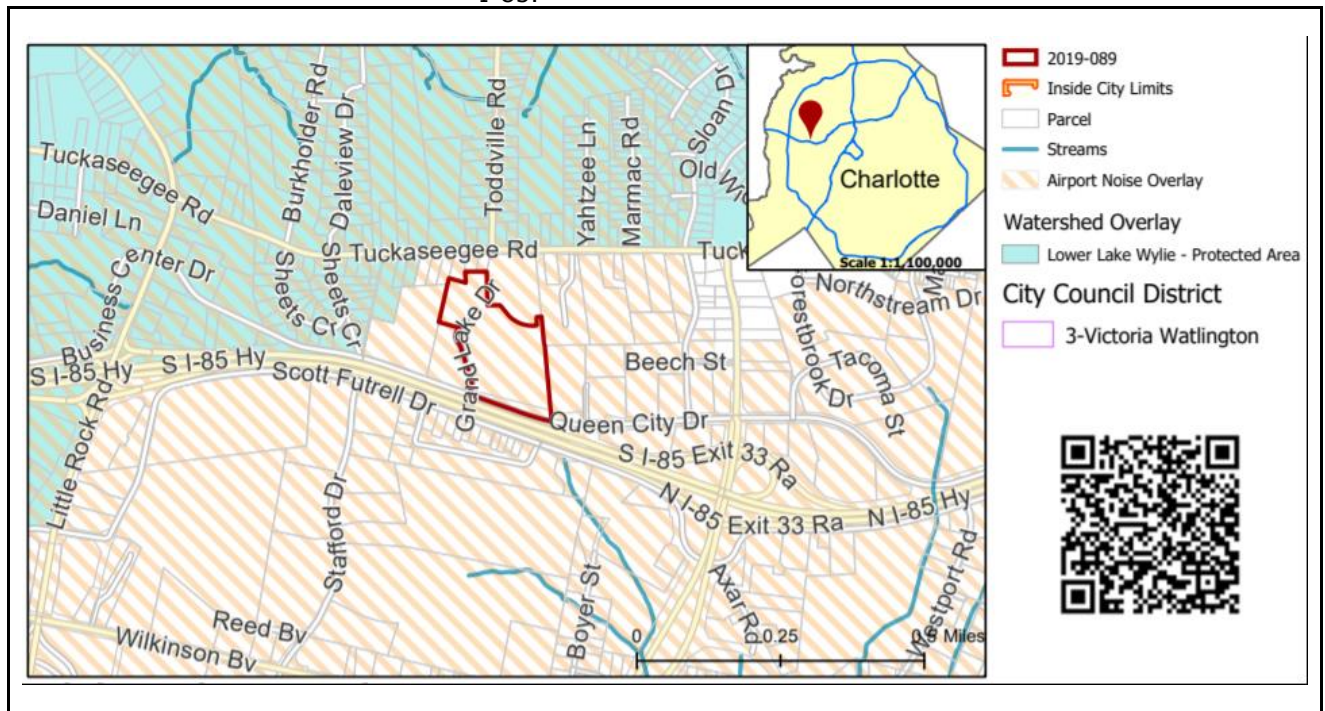 2019-089
Inside City Limits
Parcel
Streams
Airport Noise Overlay
Watershed Overlay
Lower Lake Wylie - Protected Area
City Council District
3-Victoria Watlington
Charlotte
Scale 1:1,100,000
Tuckaseegee Rd
Daniel Ln
Business Center Dr
Burkholder Rd
Sheets Daleview Dr
Sheets Cr
Sheets Cr
Toddville Rd
Yahtzee Ln
Marmac Rd
Sloan Dr
Old
Tuckaseegee Rd
Tuck
Grand Lake Dr
Northstream Dr
orestbrook Dr
Tacoma St
Beech St
Queen City Dr
S I-85 Hy
S I-85 Hy
Scott Futrell Dr
S I-85 Exit 33 Ra
N I-85 Exit 33 Ra
N I-85 Hy
Little Rock Rd
Stafford Dr
Axar Rd
Westport Rd
Boyer St
Reed Bv
Wilkinson Bv
0
0.25
0.5 Miles